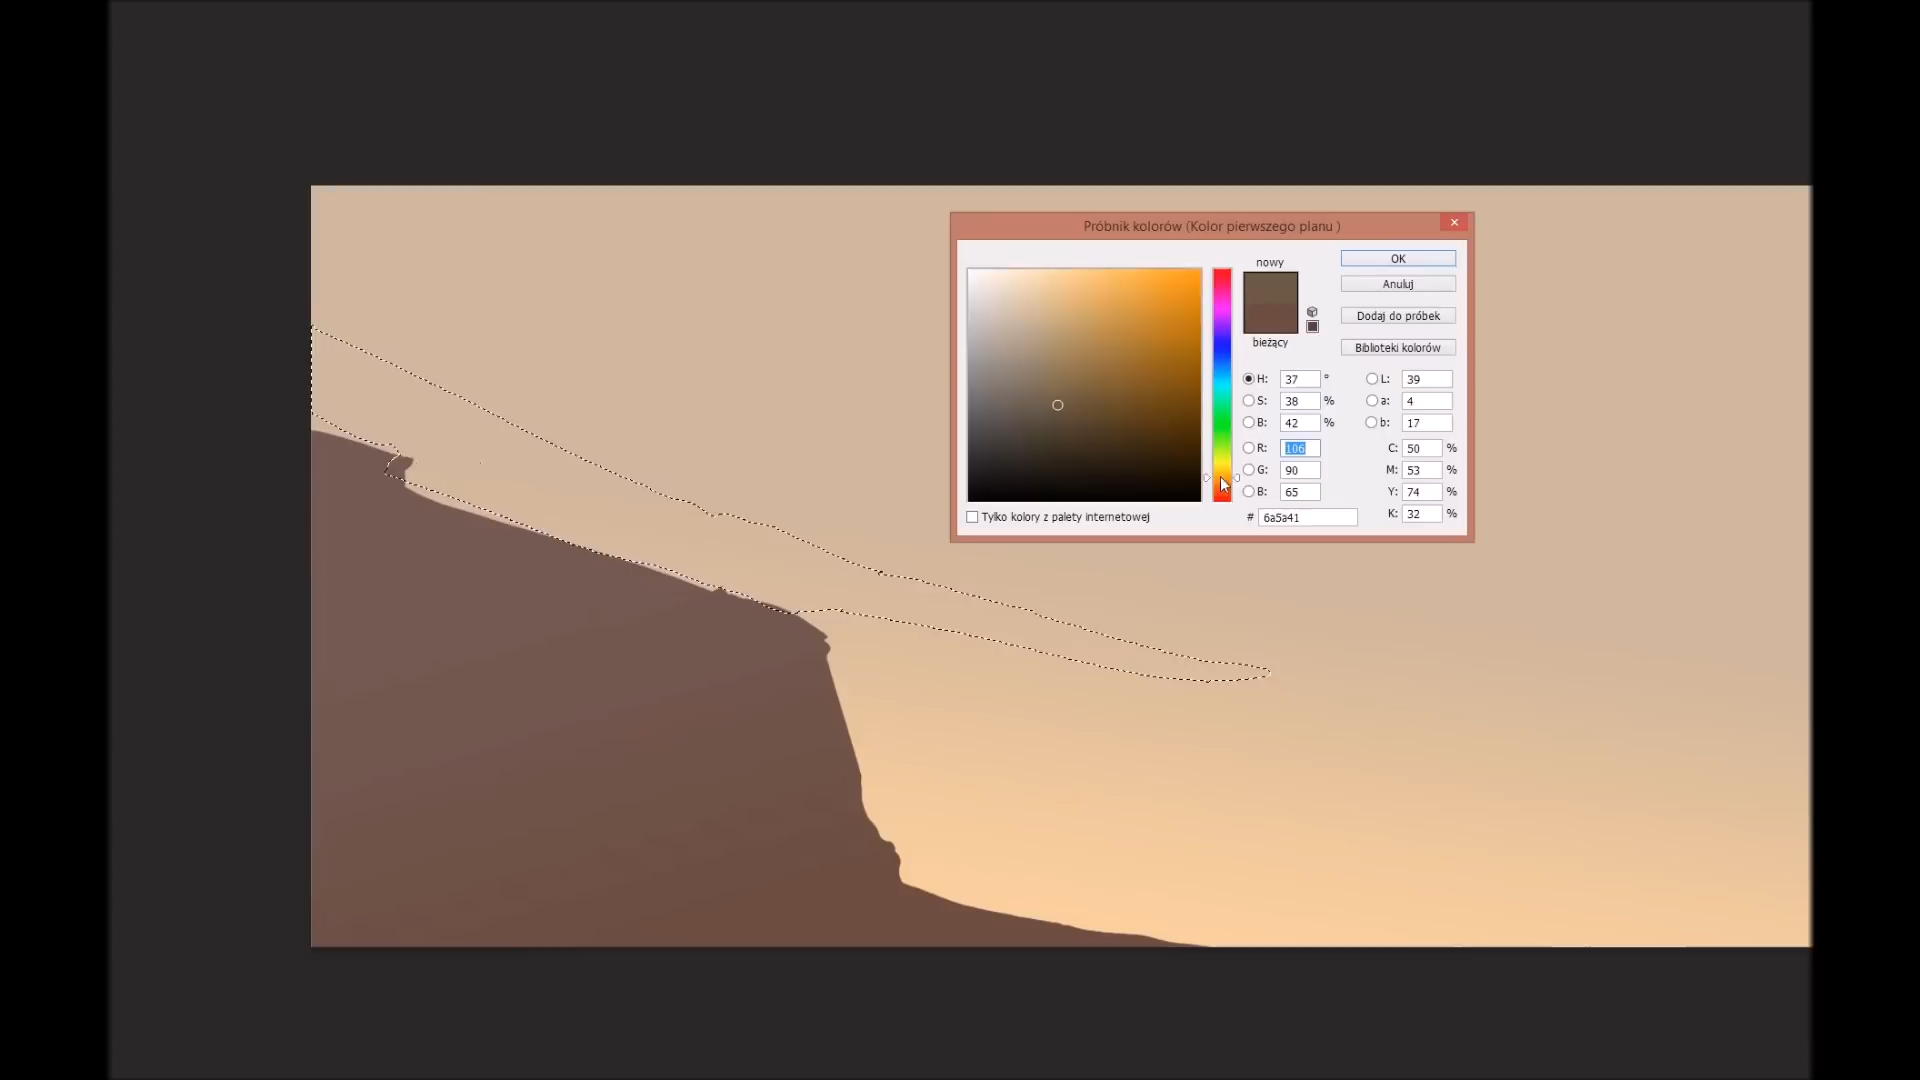 Próbnik kolorów (Kolor pierwszego planu )
nowy
bieżący
OK
Anuluj
Dodaj do próbek
Biblioteki kolorów
H: 37 °
S: 38 %
B: 42 %
R: 106
G: 90
B: 65
# 6a5a41
L: 39
a: 4
b: 17
C: 50 %
M: 53 %
Y: 74 %
K: 32 %
Tylko kolory z palety internetowej